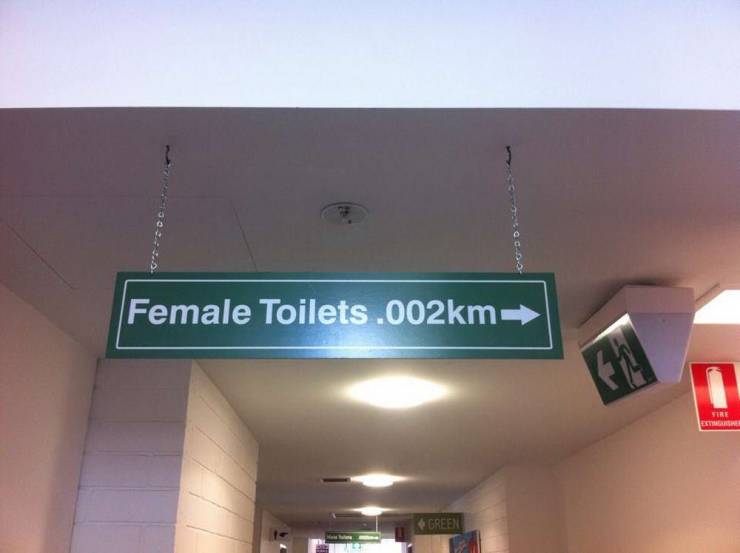 Female Toilets .002km→
FIRE
EXTINGUISHER
GREEN